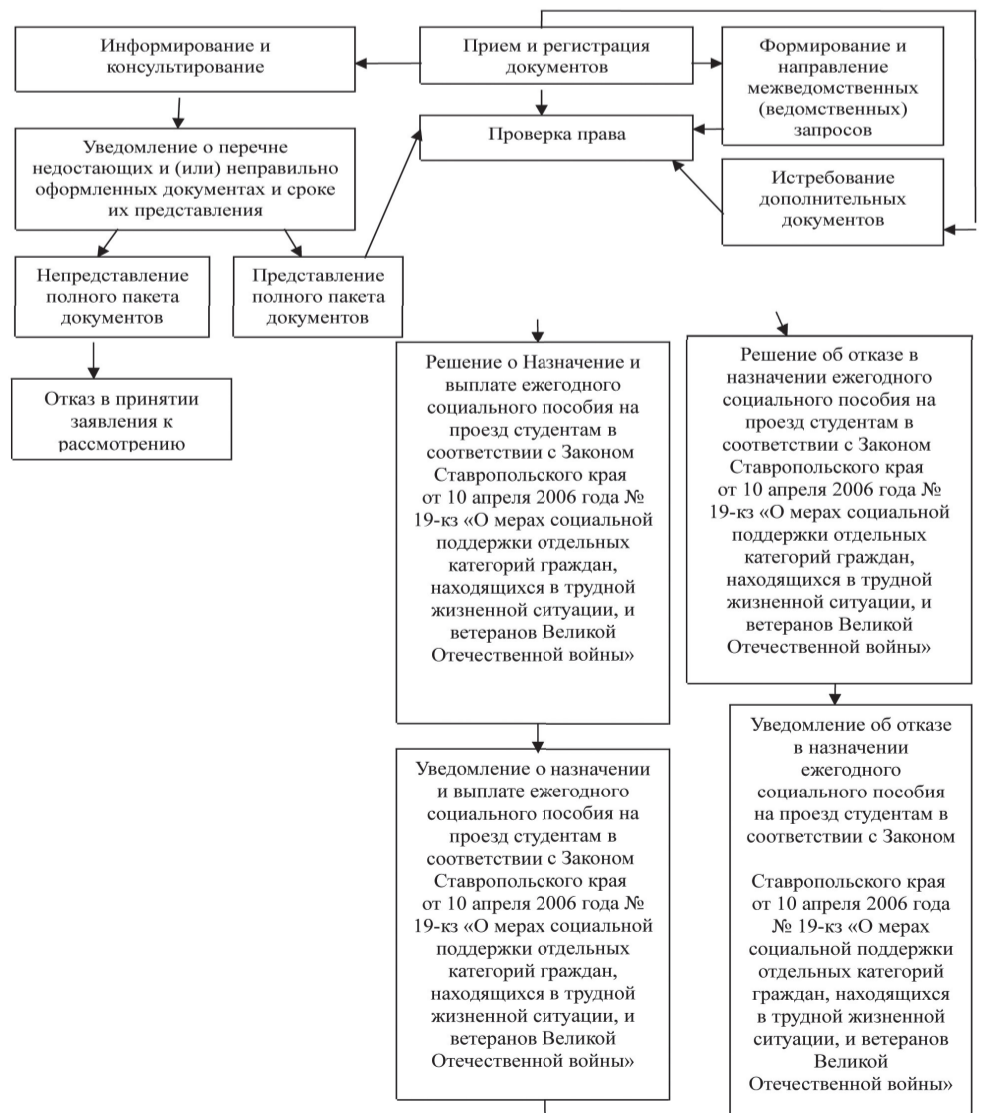 Информирование и
консультирование
Прием и регистрация
документов
Формирование и
направление
межведомственных
(ведомственных)
запросов
Уведомление о перечне
недостающих и (или) неправильно
оформленных документах и сроке
их представления
Проверка права
Истребование
дополнительных
документов
Непредставление
полного пакета
документов
Представление
полного пакета
документов
Отказ в принятии
заявления к
рассмотрению
Решение о Назначение и
выплате ежегодного
социального пособия на
проезд студентам в
соответствии с Законом
Ставропольского края
от 10 апреля 2006 года №
19-кз «О мерах социальной
поддержки отдельных
категорий граждан,
находящихся в трудной
жизненной ситуации, и
ветеранов Великой
Отечественной войны»
Решение об отказе в
назначении ежегодного
социального пособия на
проезд студентам в
соответствии с Законом
Ставропольского края
от 10 апреля 2006 года №
19-кз «О мерах социальной
поддержки отдельных
категорий граждан,
находящихся в трудной
жизненной ситуации, и
ветеранов Великой
Отечественной войны»
Уведомление о назначении
и выплате ежегодного
социального пособия на
проезд студентам в
соответствии с Законом
Ставропольского края
от 10 апреля 2006 года №
19-кз «О мерах социальной
поддержки отдельных
категорий граждан,
находящихся в трудной
жизненной ситуации, и
ветеранов Великой
Отечественной войны»
Уведомление об отказе
в назначении
ежегодного
социального пособия
на проезд студентам в
соответствии с Законом
Ставропольского края
от 10 апреля 2006 года
№ 19-кз «О мерах
социальной поддержки
отдельных категорий
граждан, находящихся
в трудной жизненной
ситуации, и ветеранов
Великой
Отечественной войны»